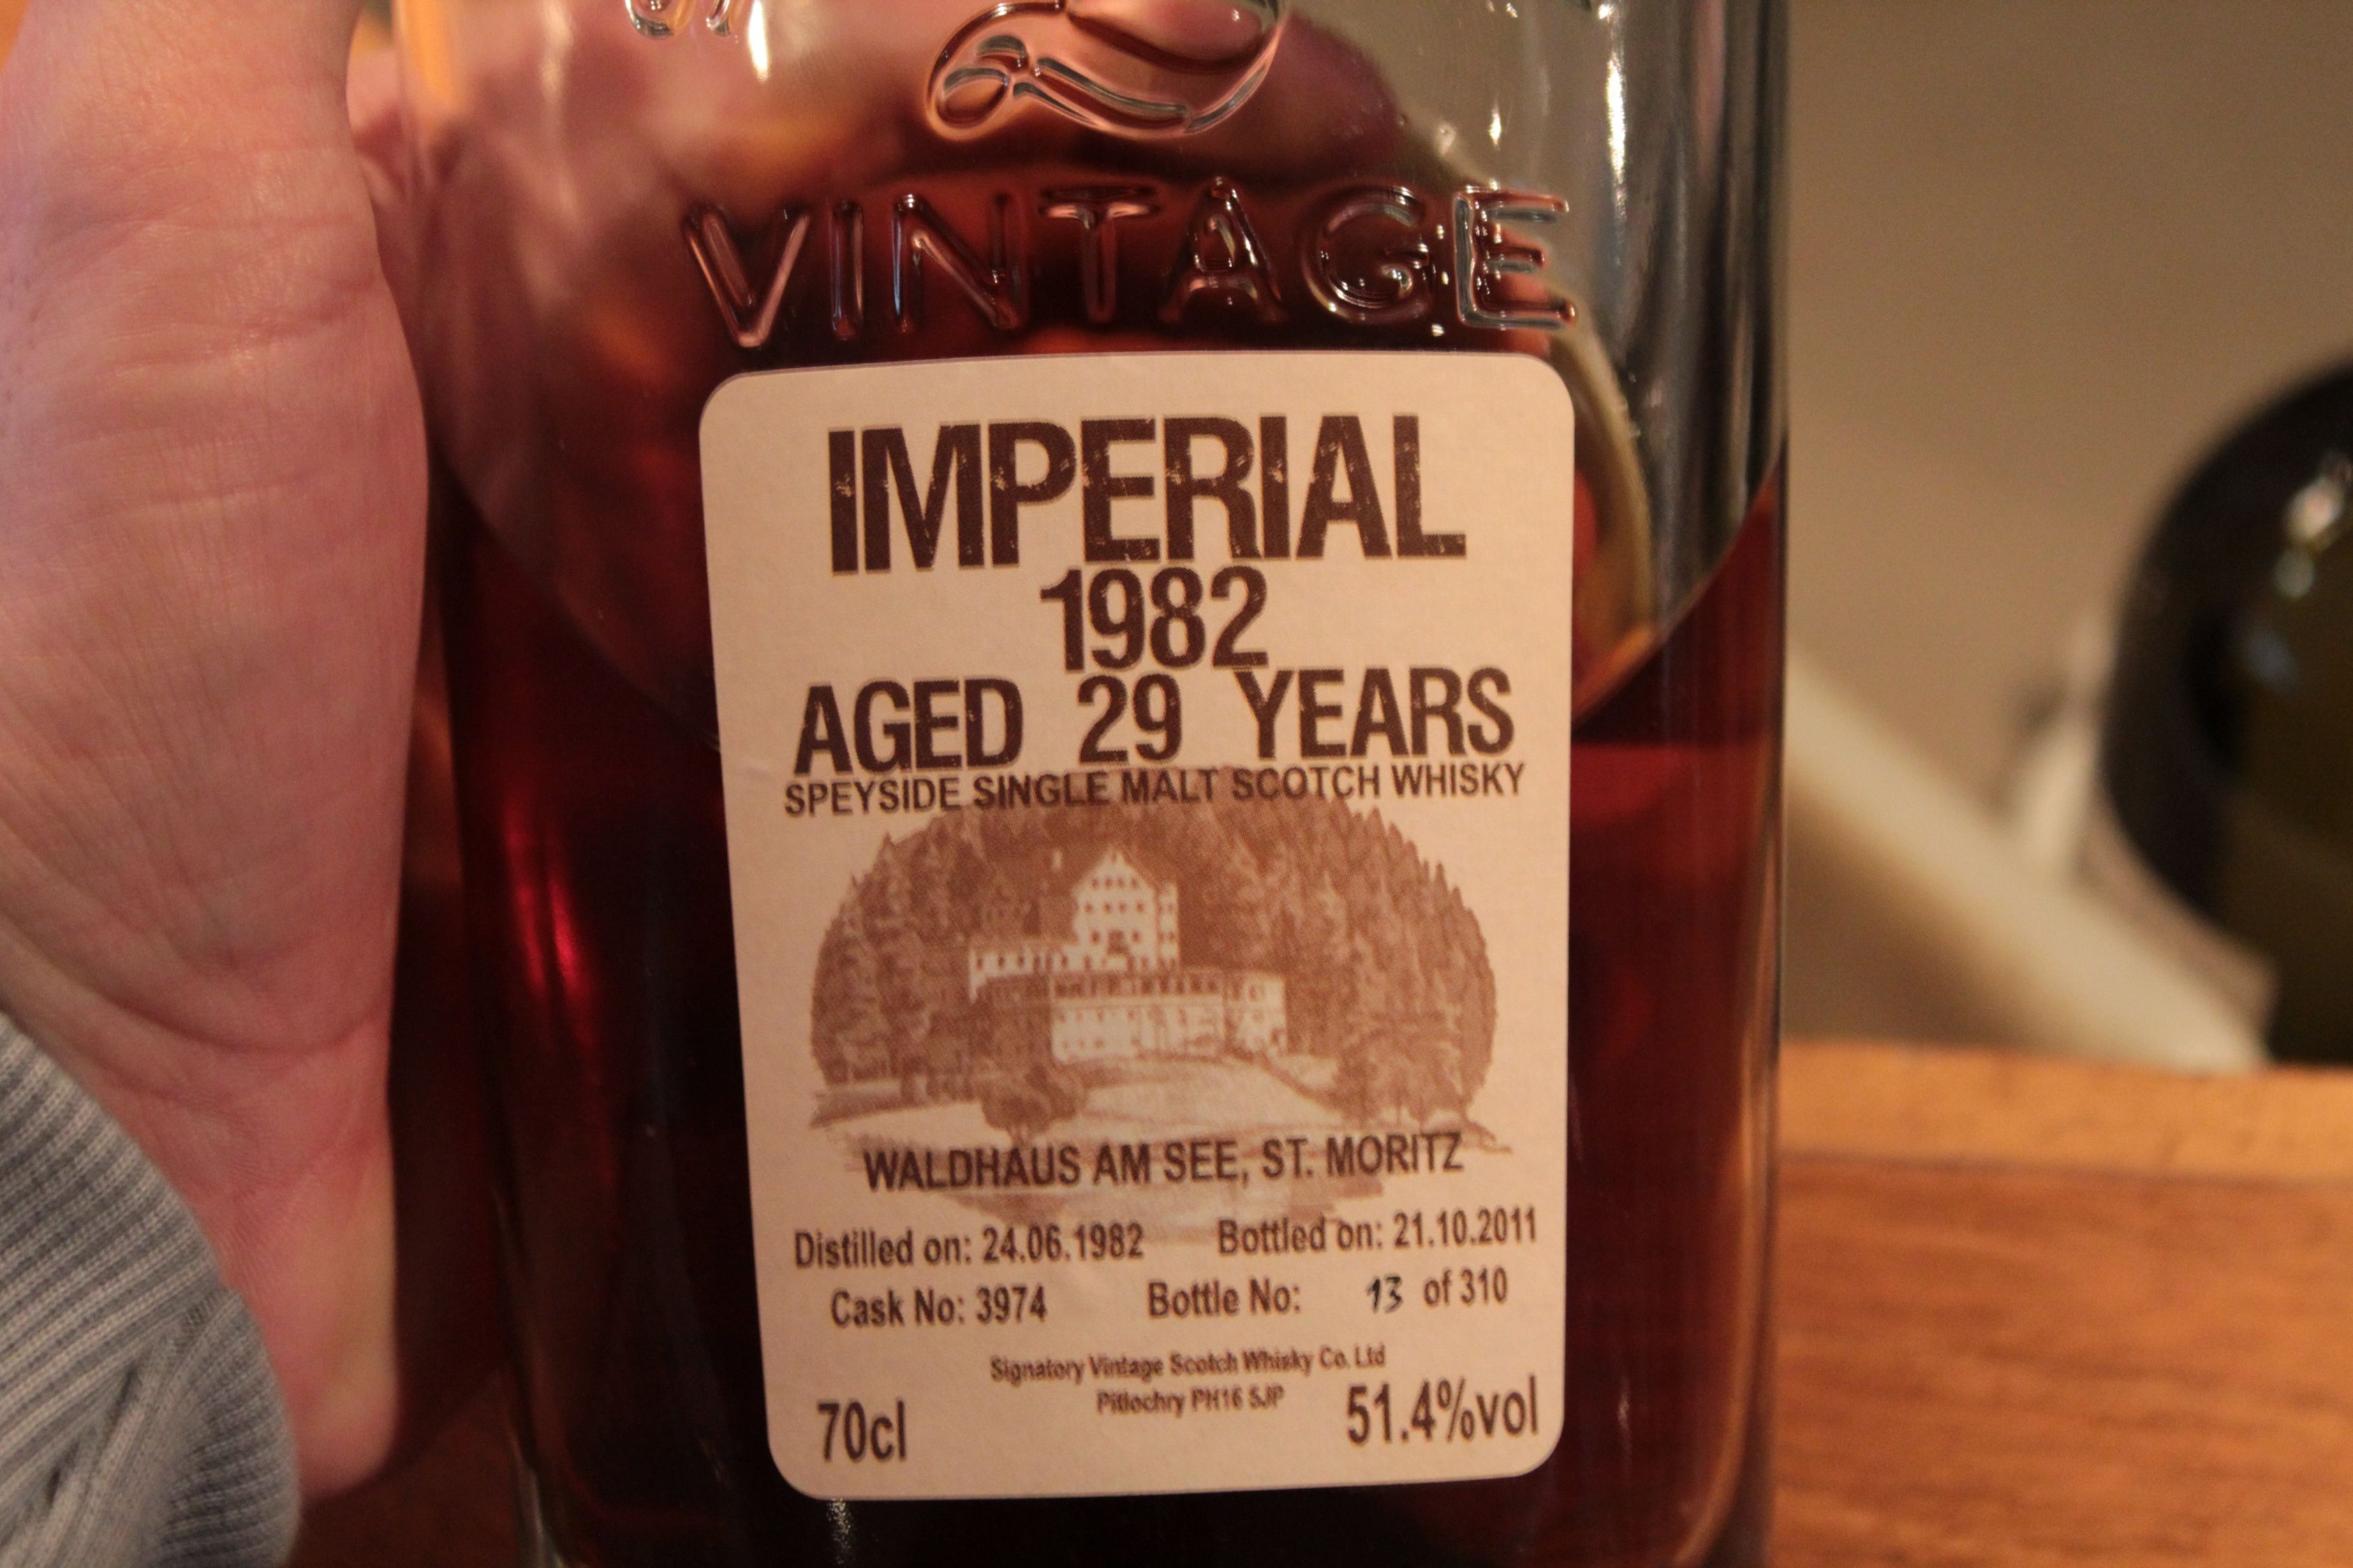 VINTAGE
IMPERIAL
1982
AGED 29 YEARS
SPEYSIDE SINGLE MALT SCOTCH WHISKY
WALDHAUS AM SEE, ST. MORITZ
Distilled on: 24.06.1982 Bottled on: 21.10.2011
Cask No: 3974 Bottle No: 13 of 310
Signatory Vintage Scotch Whisky Co. Ltd
Pitlochry PH16 5JP
70cl 51.4%vol